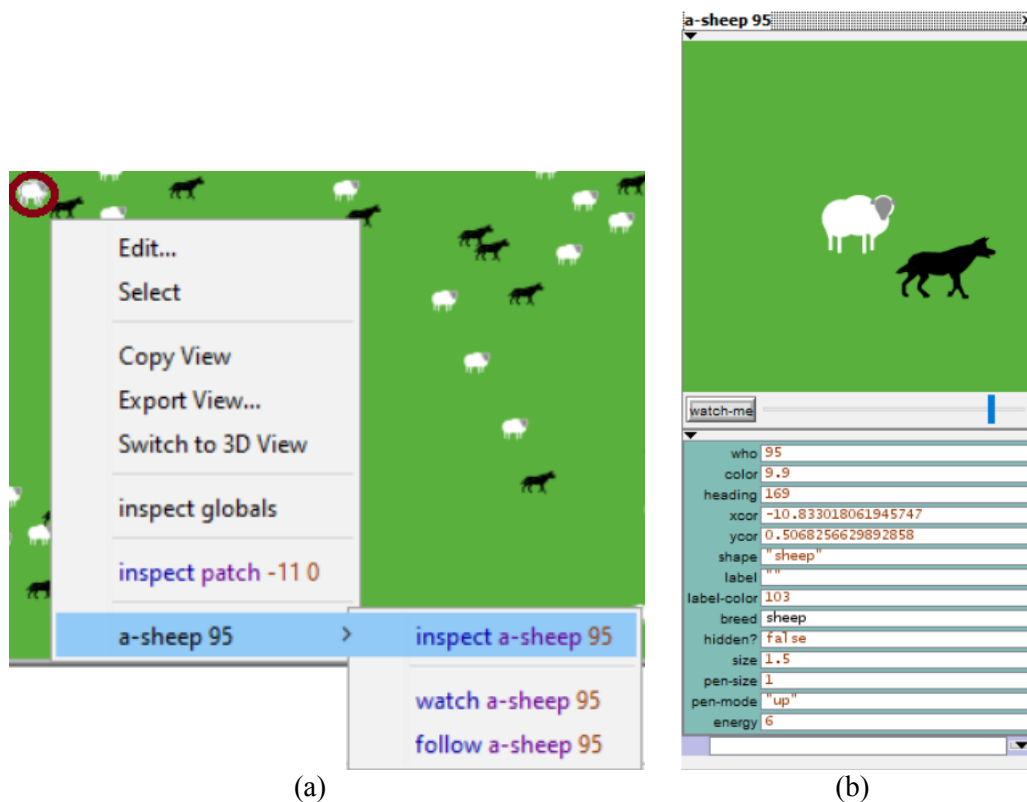 Edit...
Select
Copy View
Export View...
Switch to 3D View
inspect globals
inspect patch -11 0
a-sheep 95 >
inspect a-sheep 95
watch a-sheep 95
follow a-sheep 95
(a)
a-sheep 95
watch-me
who 95
color 9.9
heading 169
xcor -10.833018061945747
ycor 0.5068256629892858
shape "sheep"
label ""
label-color 103
breed sheep
hidden? false
size 1.5
pen-size 1
pen-mode "up"
energy 6
(b)